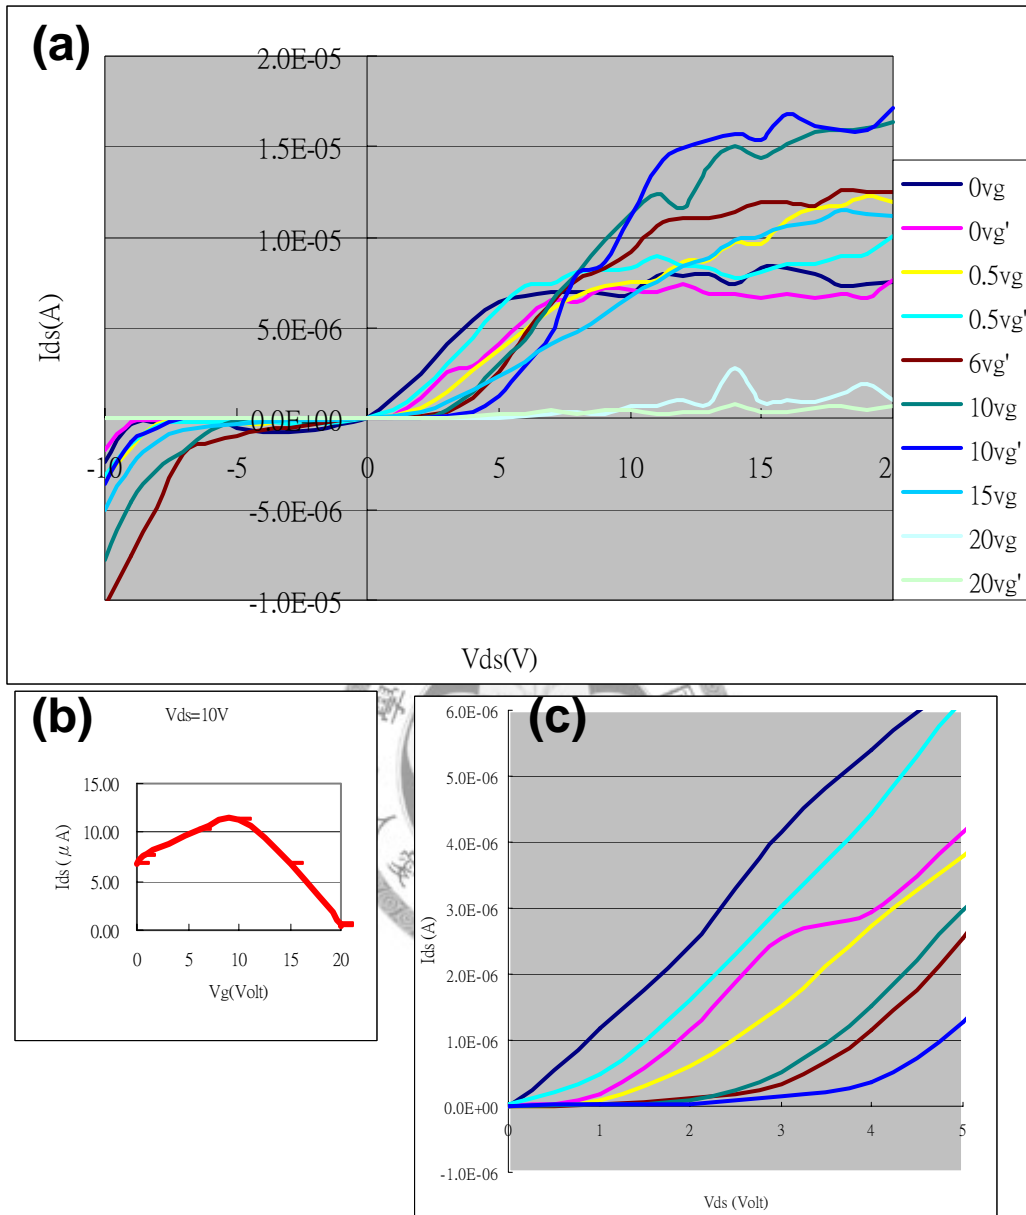 (a)
2.0E-05
1.5E-05
1.0E-05
5.0E-06
0.0E+00
-5.0E-06
-1.0E-05
-10
-5
0
5
10
15
20
Ids(A)
Vds(V)
0vg
0vg'
0.5vg
0.5vg'
6vg'
10vg
10vg'
15vg
20vg
20vg'
(b)
Vds=10V
15.00
10.00
5.00
0.00
0
5
10
15
20
Ids(μA)
Vg(Volt)
(c)
6.0E-06
5.0E-06
4.0E-06
3.0E-06
2.0E-06
1.0E-06
0.0E+00
-1.0E-06
0
1
2
3
4
5
Ids(A)
Vds (Volt)